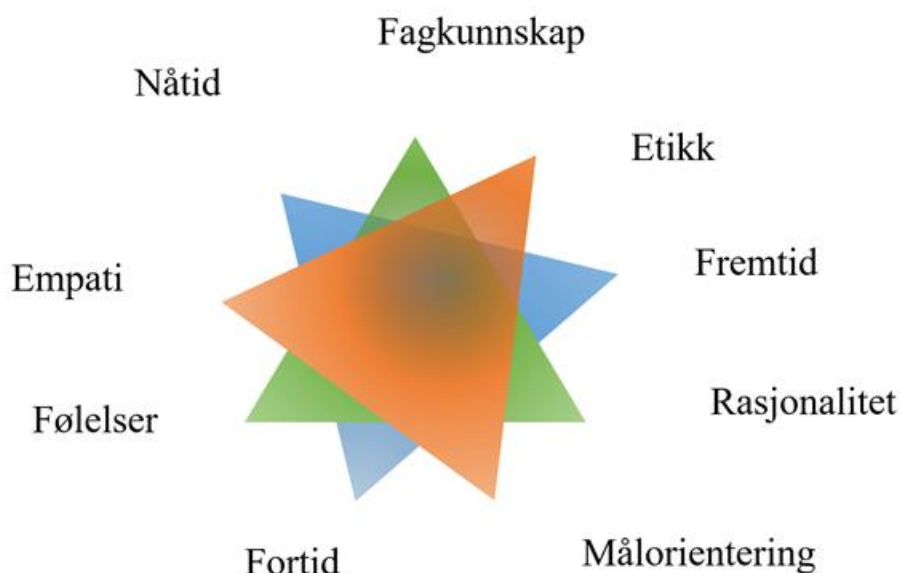 Fagkunnskap
Nåtid
Etikk
Fremtid
Empati
Rasjonalitet
Følelser
Målorientering
Fortid